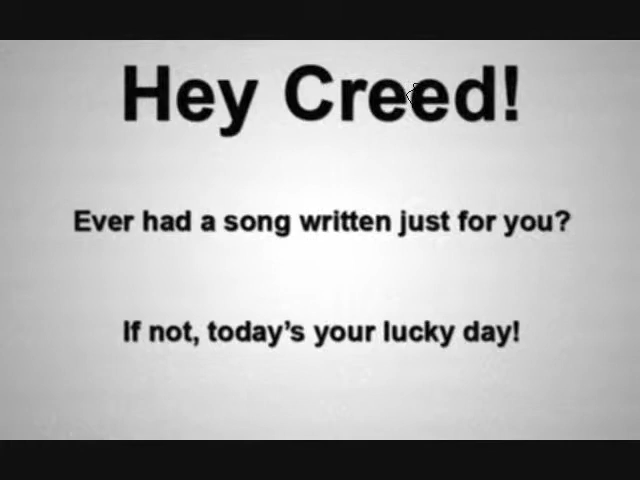 Hey Creed!
Ever had a song written just for you?
If not, today’s your lucky day!